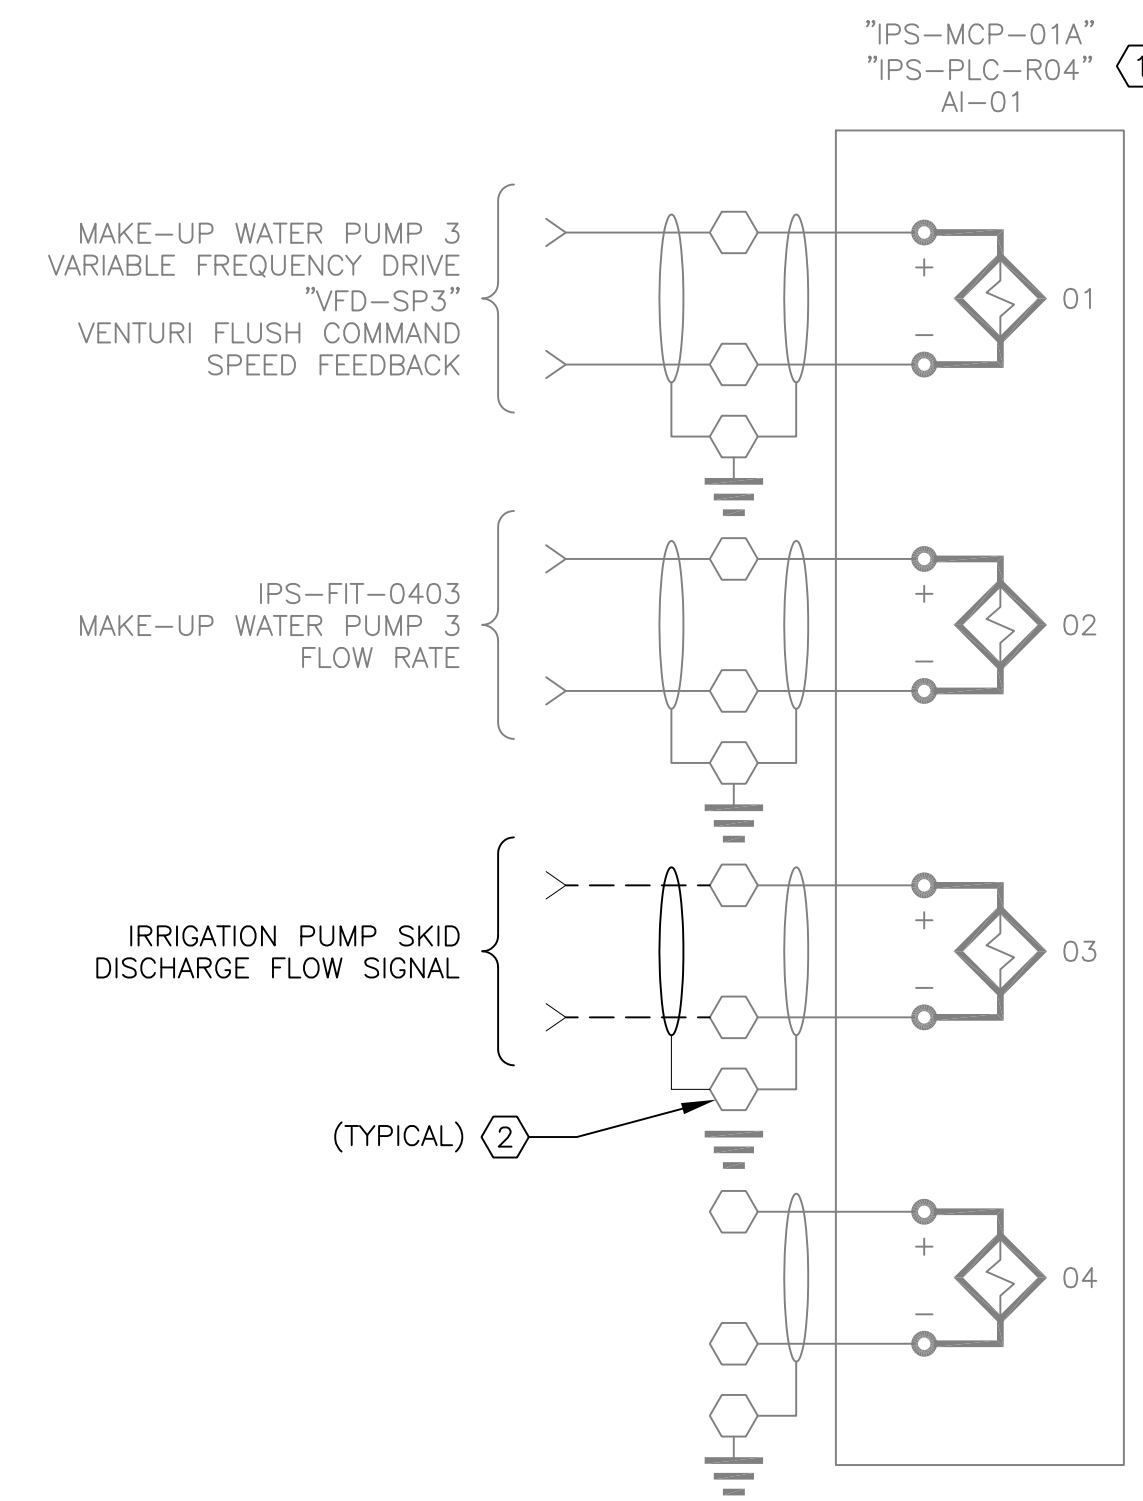 ”IPS-MCP-01A”
”IPS-PLC-R04”
1
AI-01
MAKE-UP WATER PUMP 3
VARIABLE FREQUENCY DRIVE
”VFD-SP3”
VENTURI FLUSH COMMAND
SPEED FEEDBACK
+
-
01
IPS-FIT-0403
MAKE-UP WATER PUMP 3
FLOW RATE
+
-
02
IRRIGATION PUMP SKID
DISCHARGE FLOW SIGNAL
+
-
03
(TYPICAL) 2
+
-
04